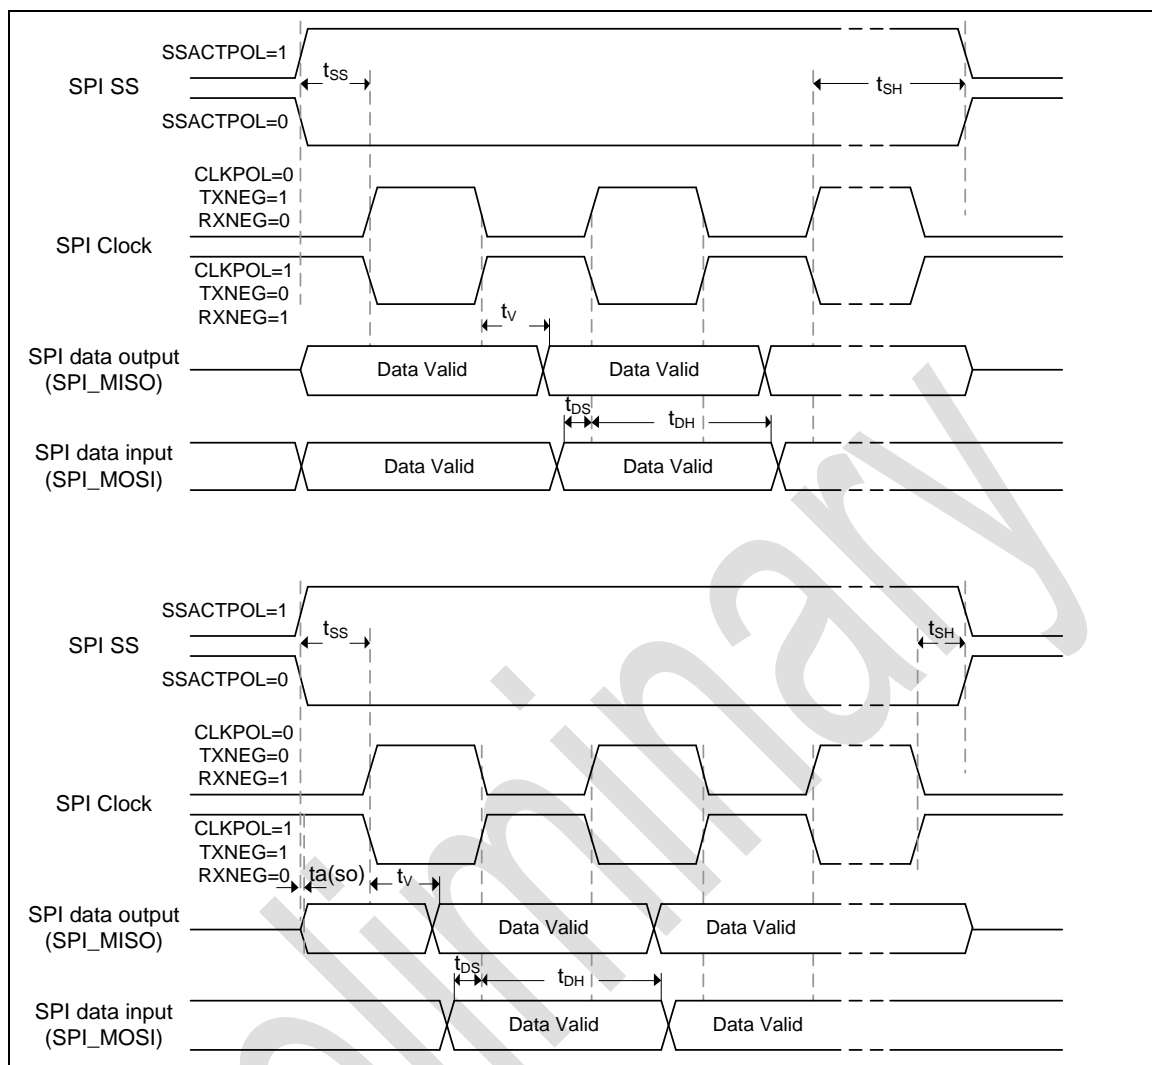 SSACTPOL=1
tSS
tSH
SPI SS
SSACTPOL=0
CLKPOL=0
TXNEG=1
RXNEG=0
SPI Clock
CLKPOL=1
TXNEG=0
RXNEG=1
tV
SPI data output
(SPI_MISO)
Data Valid
Data Valid
tDS
tDH
SPI data input
(SPI_MOSI)
Data Valid
Data Valid
SSACTPOL=1
tSS
tSH
SPI SS
SSACTPOL=0
CLKPOL=0
TXNEG=0
RXNEG=1
SPI Clock
CLKPOL=1
TXNEG=1
RXNEG=0
ta(so)
tV
SPI data output
(SPI_MISO)
Data Valid
Data Valid
tDS
tDH
SPI data input
(SPI_MOSI)
Data Valid
Data Valid
liminary